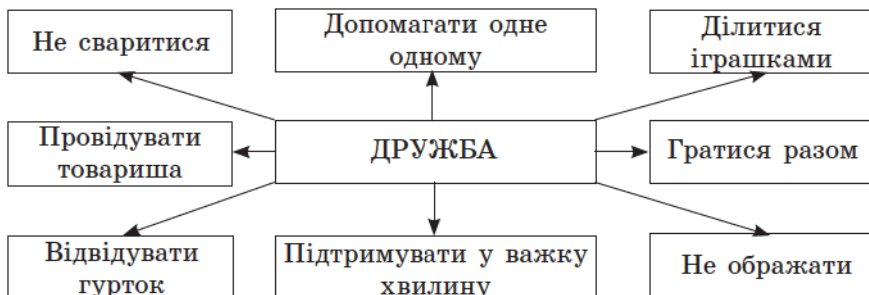 Не сваритися
Допомагати одне
одному
Ділитися
іграшками
Провідувати
товариша
ДРУЖБА
Гратися разом
Відвідувати
гурток
Підтримувати у важку
хвилину
Не ображати